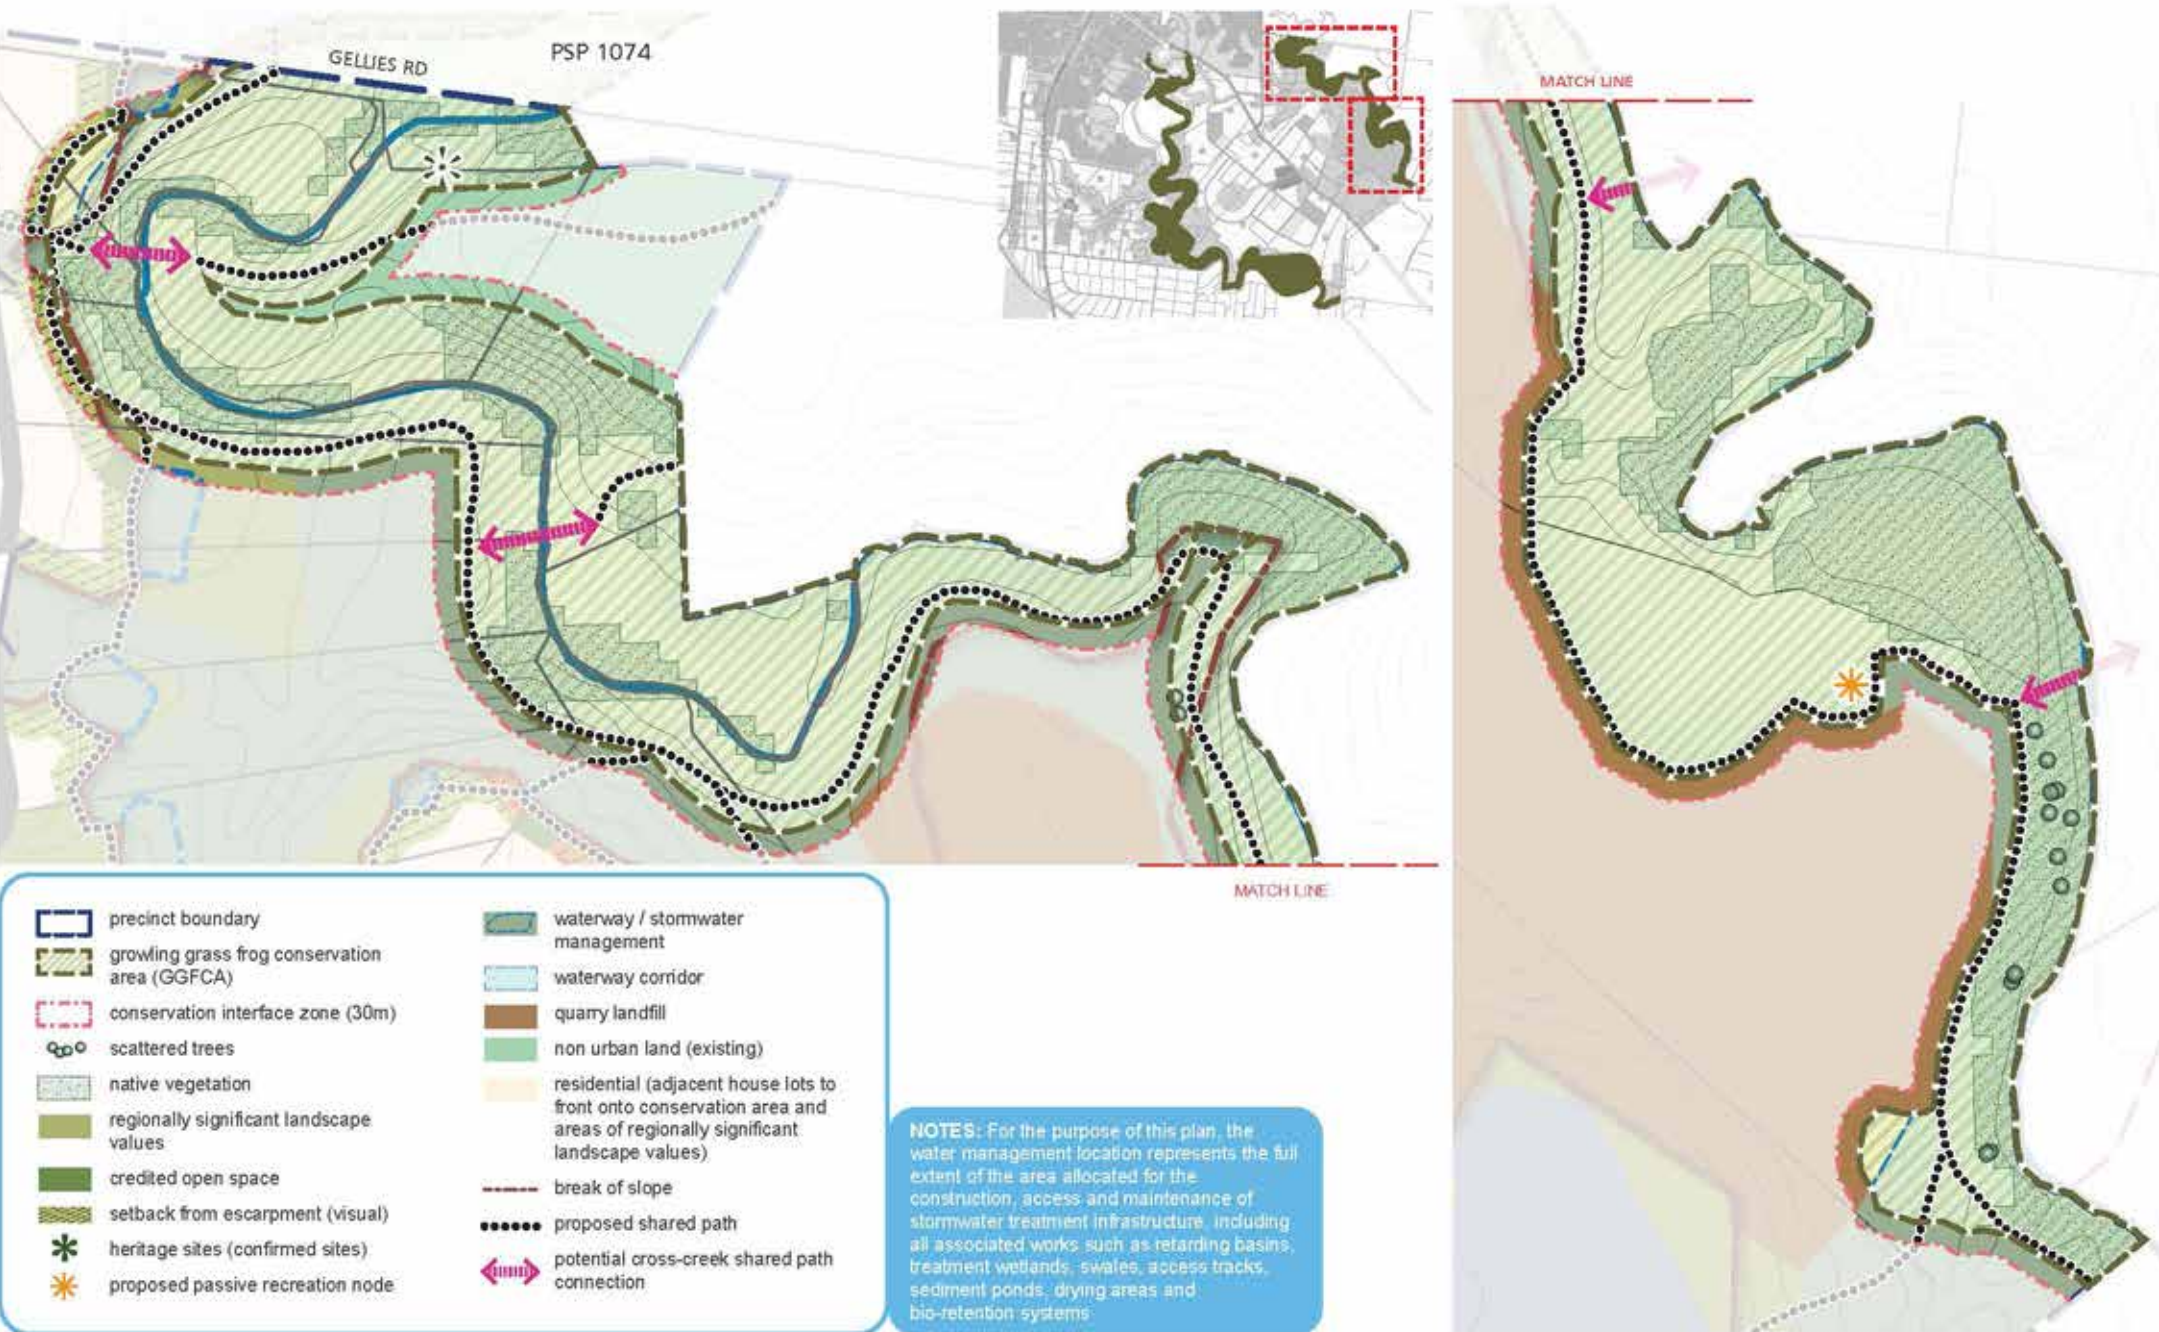 GELLIES RD
PSP 1074
MATCH LINE
MATCH LINE
precinct boundary
growling grass frog conservation
area (GGFCA)
conservation interface zone (30m)
scattered trees
native vegetation
regionally significant landscape
values
credited open space
setback from escarpment (visual)
heritage sites (confirmed sites)
proposed passive recreation node
waterway / stormwater
management
waterway corridor
quarry landfill
non urban land (existing)
residential (adjacent house lots to
front onto conservation area and
areas of regionally significant
landscape values)
break of slope
proposed shared path
potential cross-creek shared path
connection
NOTES: For the purpose of this plan, the
water management location represents the full
extent of the area allocated for the
construction, access and maintenance of
stormwater treatment infrastructure, including
all associated works such as retarding basins,
treatment wetlands, swales, access tracks,
sediment ponds, drying areas and
bio-retention systems